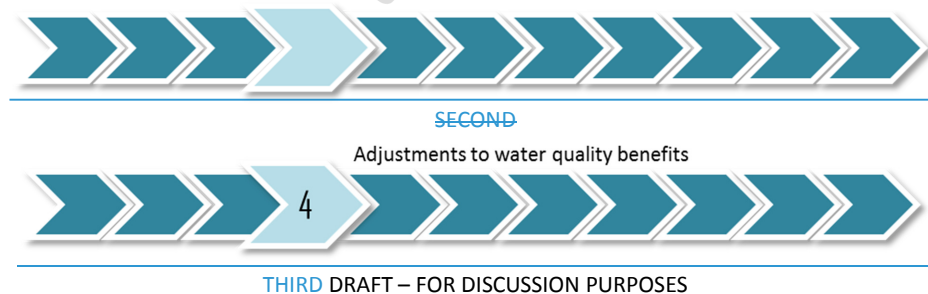 SECOND
Adjustments to water quality benefits
4
THIRD DRAFT – FOR DISCUSSION PURPOSES